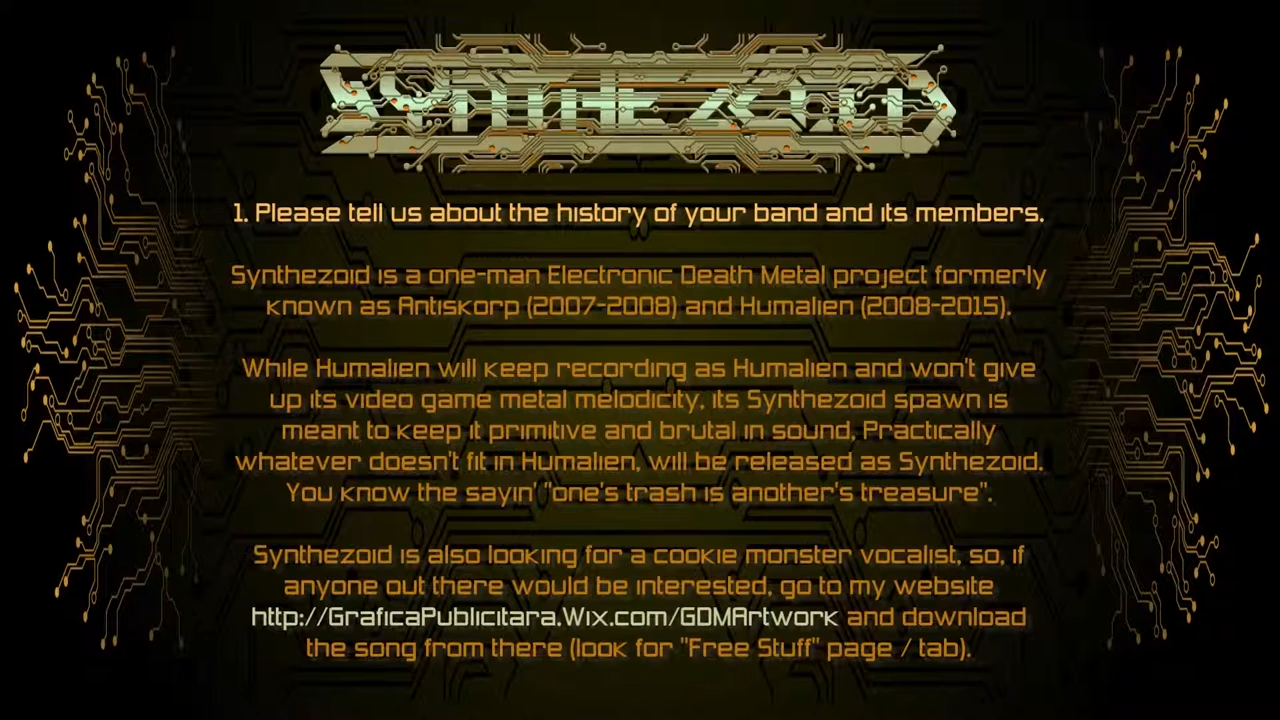 SYNTHEZOID
1. Please tell us about the history of your band and its members.
Synthezoid is a one-man Electronic Death Metal project formerly
known as Antiskorp (2007-2008) and Humalien (2008-2015).
While Humalien will keep recording as Humalien and won't give
up its video game metal melodicity, its Synthezoid spawn is
meant to keep it primitive and brutal in sound, Practically
whatever doesn't fit in Humalien, will be released as Synthezoid.
You know the sayin' "one's trash is another's treasure".
Synthezoid is also looking for a cookie monster vocalist, so, if
anyone out there would be interested, go to my website
http://GraficaPublicitara.Wix.com/GDMArtwork and download
the song from there (look for "Free Stuff" page / tab).